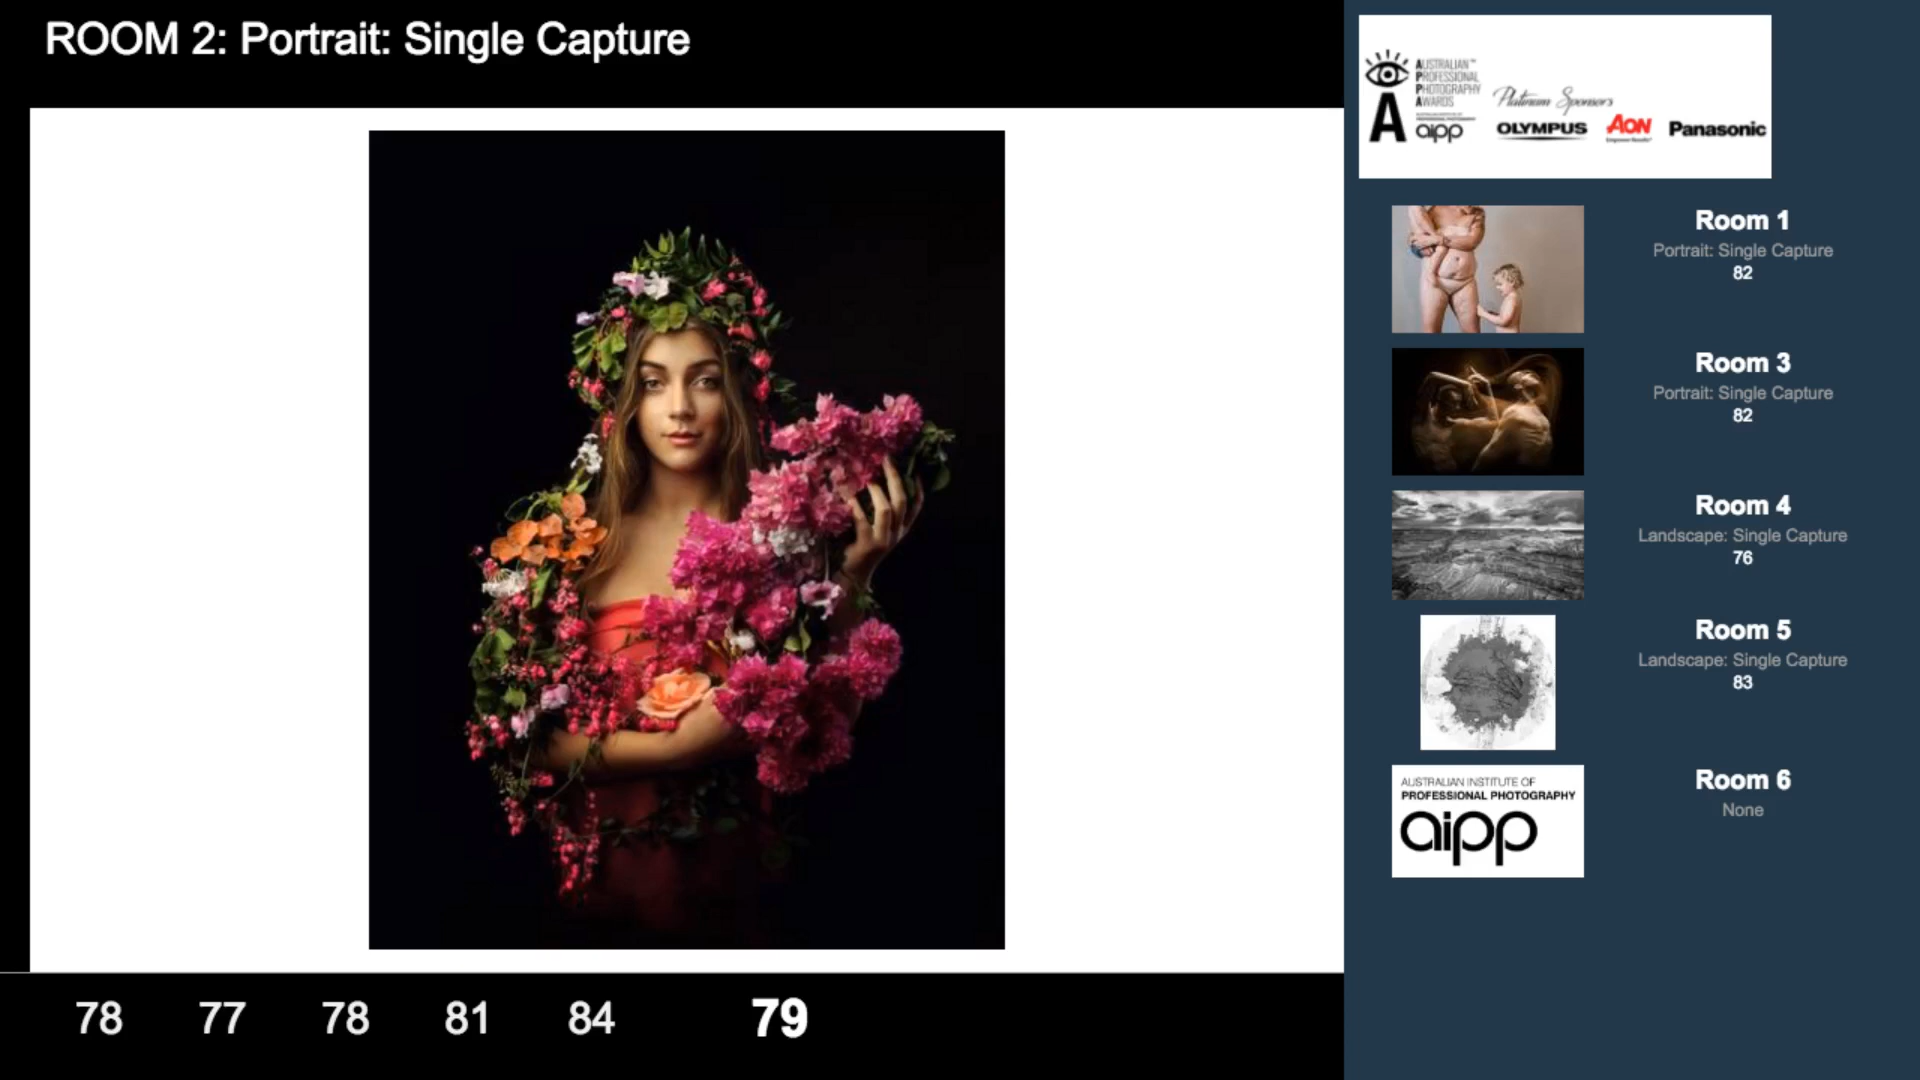 ROOM 2: Portrait: Single Capture
78 77 78 81 84 79
AUSTRALIAN™
PROFESSIONAL
PHOTOGRAPHY
AWARDS
A
aipp
Platinum Sponsors
OLYMPUS
AON
Panasonic
Room 1
Portrait: Single Capture
82
Room 3
Portrait: Single Capture
82
Room 4
Landscape: Single Capture
76
Room 5
Landscape: Single Capture
83
AUSTRALIAN INSTITUTE OF
PROFESSIONAL PHOTOGRAPHY
aipp
Room 6
None